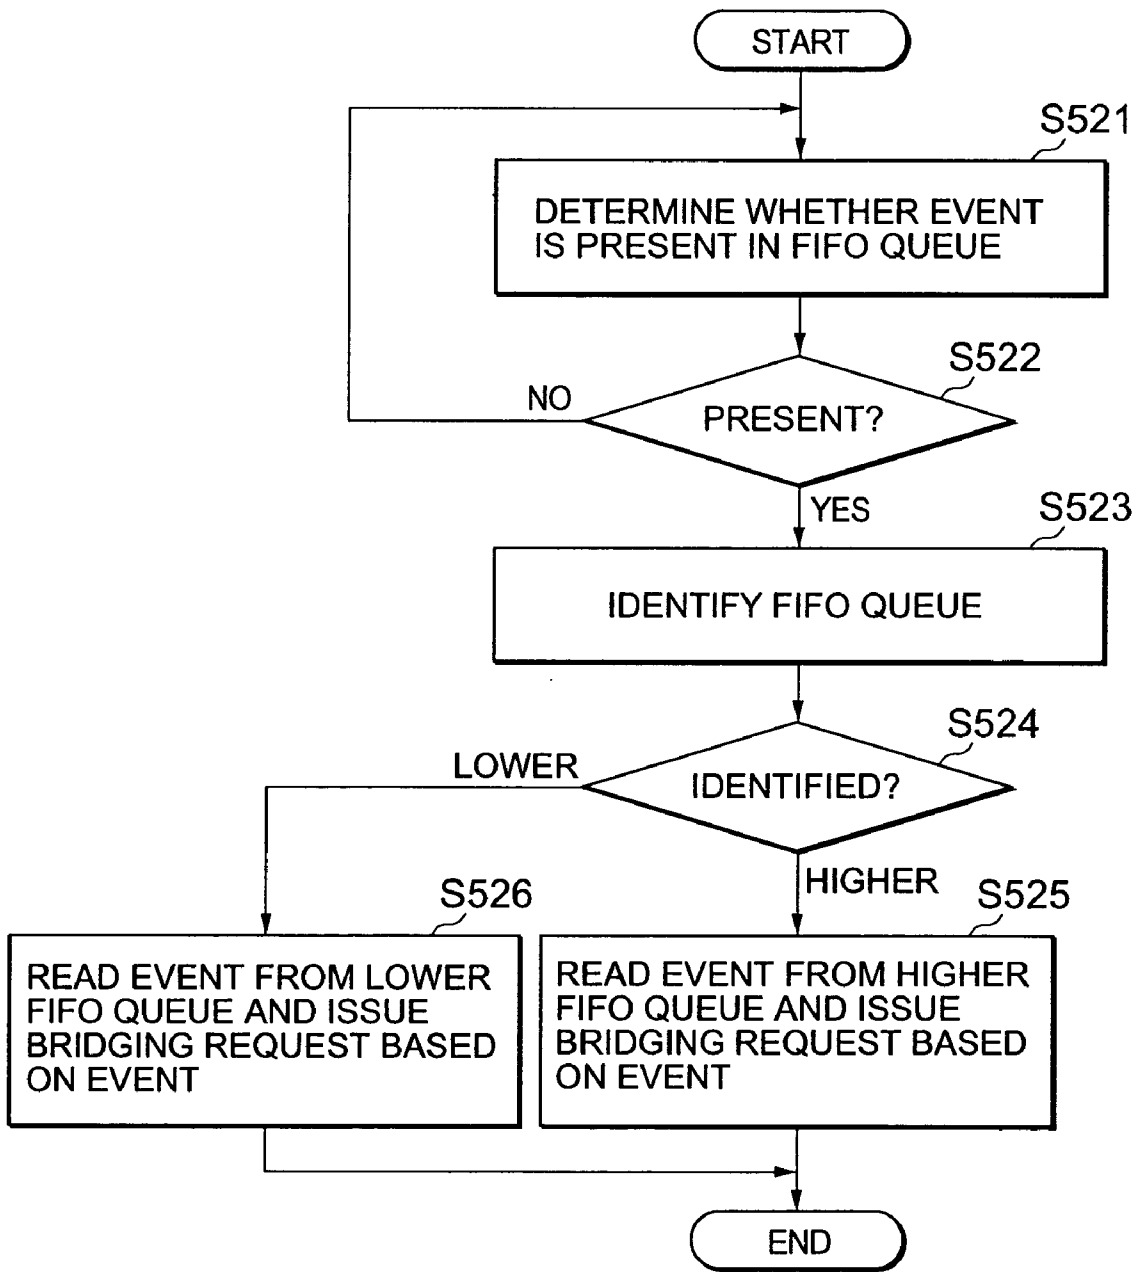 START
S521
DETERMINE WHETHER EVENT
IS PRESENT IN FIFO QUEUE
S522
NO
PRESENT?
YES
S523
IDENTIFY FIFO QUEUE
S524
LOWER
IDENTIFIED?
HIGHER
S526
READ EVENT FROM LOWER
FIFO QUEUE AND ISSUE
BRIDGING REQUEST BASED
ON EVENT
S525
READ EVENT FROM HIGHER
FIFO QUEUE AND ISSUE
BRIDGING REQUEST BASED
ON EVENT
END